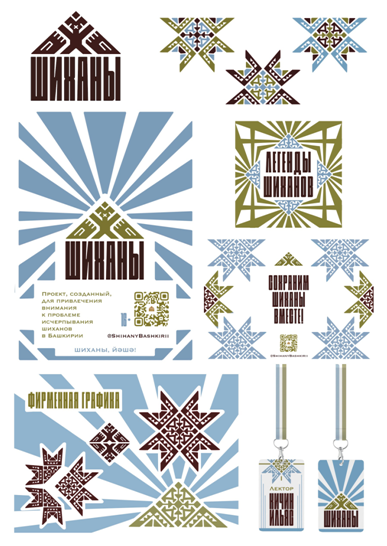 ШИХАНЫ
ЛЕГЕНДЫ
ШИХАНОВ
ШИХАНЫ
Проект, созданный,
для привлечения
внимания
к проблеме
исчерпывания
шиханов
в Башкирии
@ShihanyBashkirii
шиханы, йәшә!
СОХРАНИМ
ШИХАНЫ
ВМЕСТЕ!
@ShihanyBashkirii
ФИРМЕННАЯ ГРАФИКА
Лектор
ШИХАНЫ